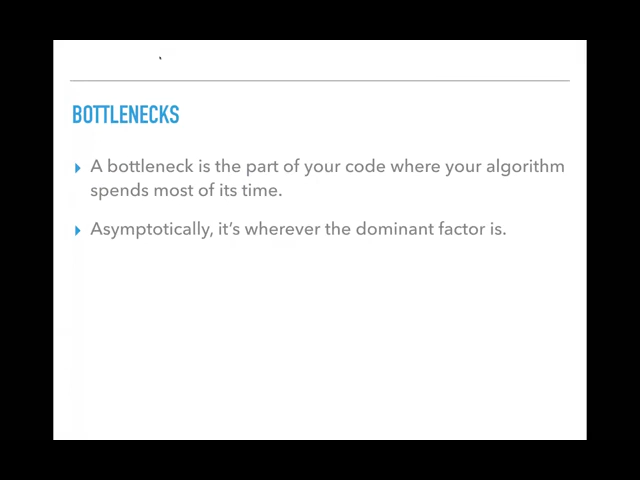 BOTTLENECKS
A bottleneck is the part of your code where your algorithm
spends most of its time.
Asymptotically, it's wherever the dominant factor is.